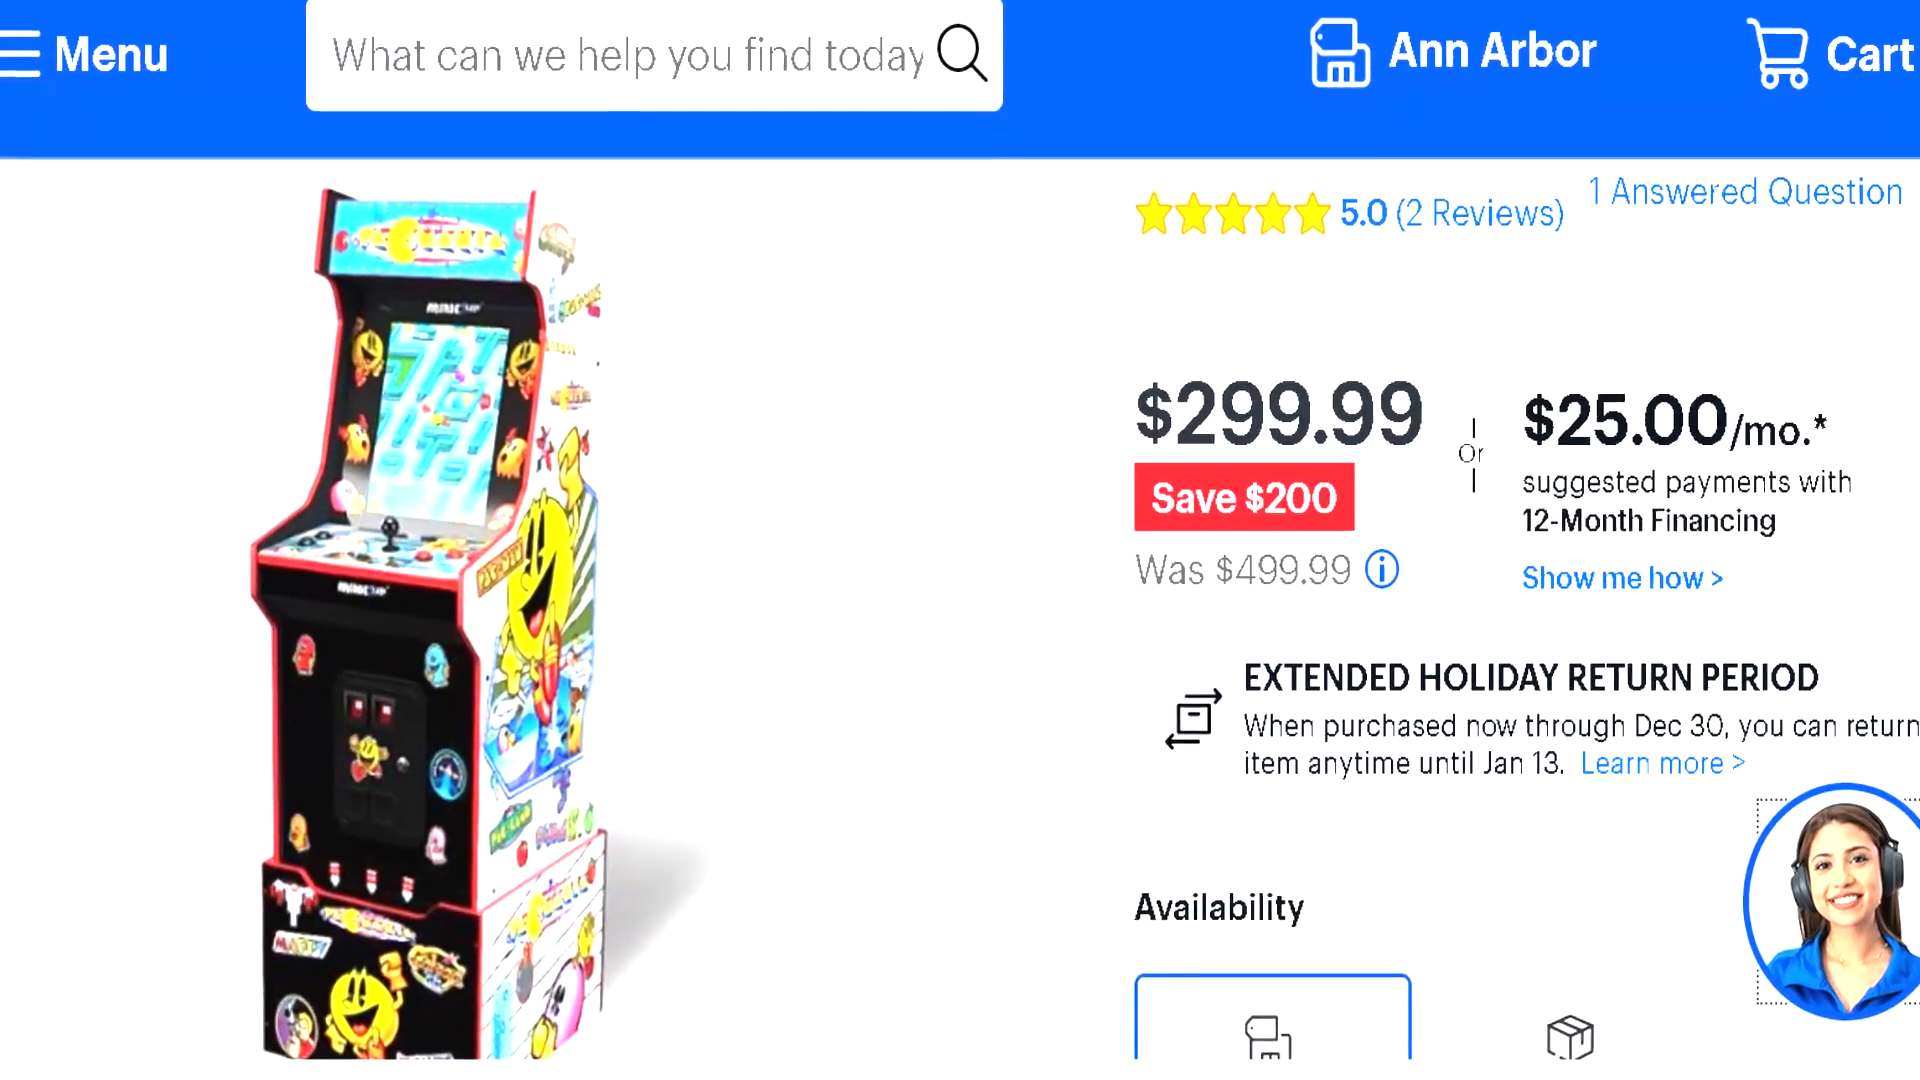 Menu
What can we help you find today
Ann Arbor
Cart
5.0 (2 Reviews)
1 Answered Question
$299.99
Save $200
Was $499.99
Or
$25.00/mo.*
suggested payments with
12-Month Financing
Show me how >
EXTENDED HOLIDAY RETURN PERIOD
When purchased now through Dec 30, you can return
item anytime until Jan 13. Learn more >
Availability